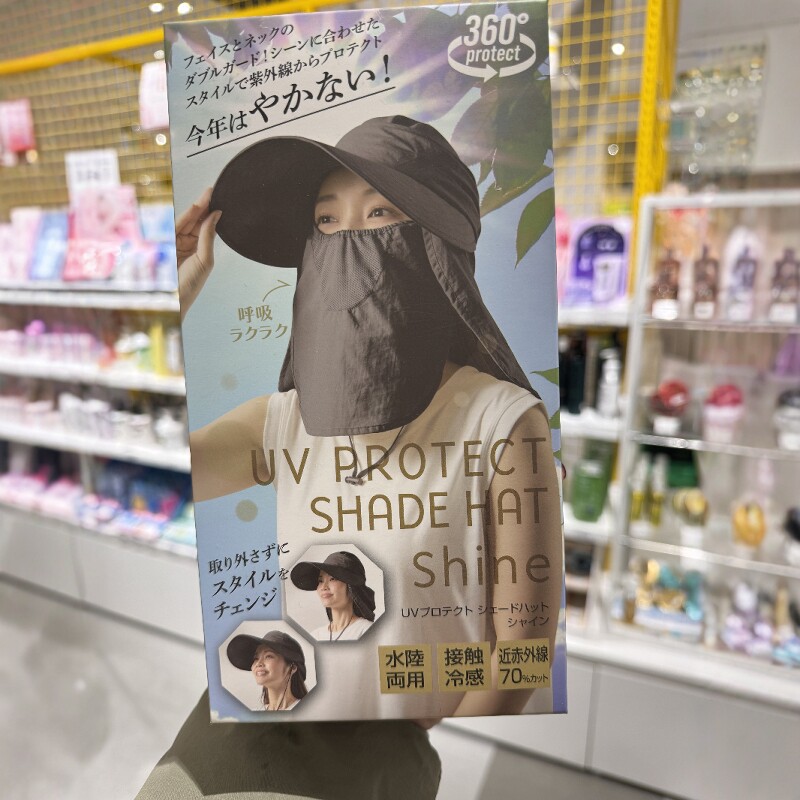 フェイスとネックの
ダブルガード!シーンに合わせた
スタイルで紫外線からプロテクト
今年はやかない!
360°
protect
呼吸
ラクラク
UV PROTECT
SHADE HAT
Shine
UVプロテクト シェードハット
シャイン
取り外さずに
スタイルを
チェンジ
水陸
両用
接触
冷感
近赤外線
70%カット